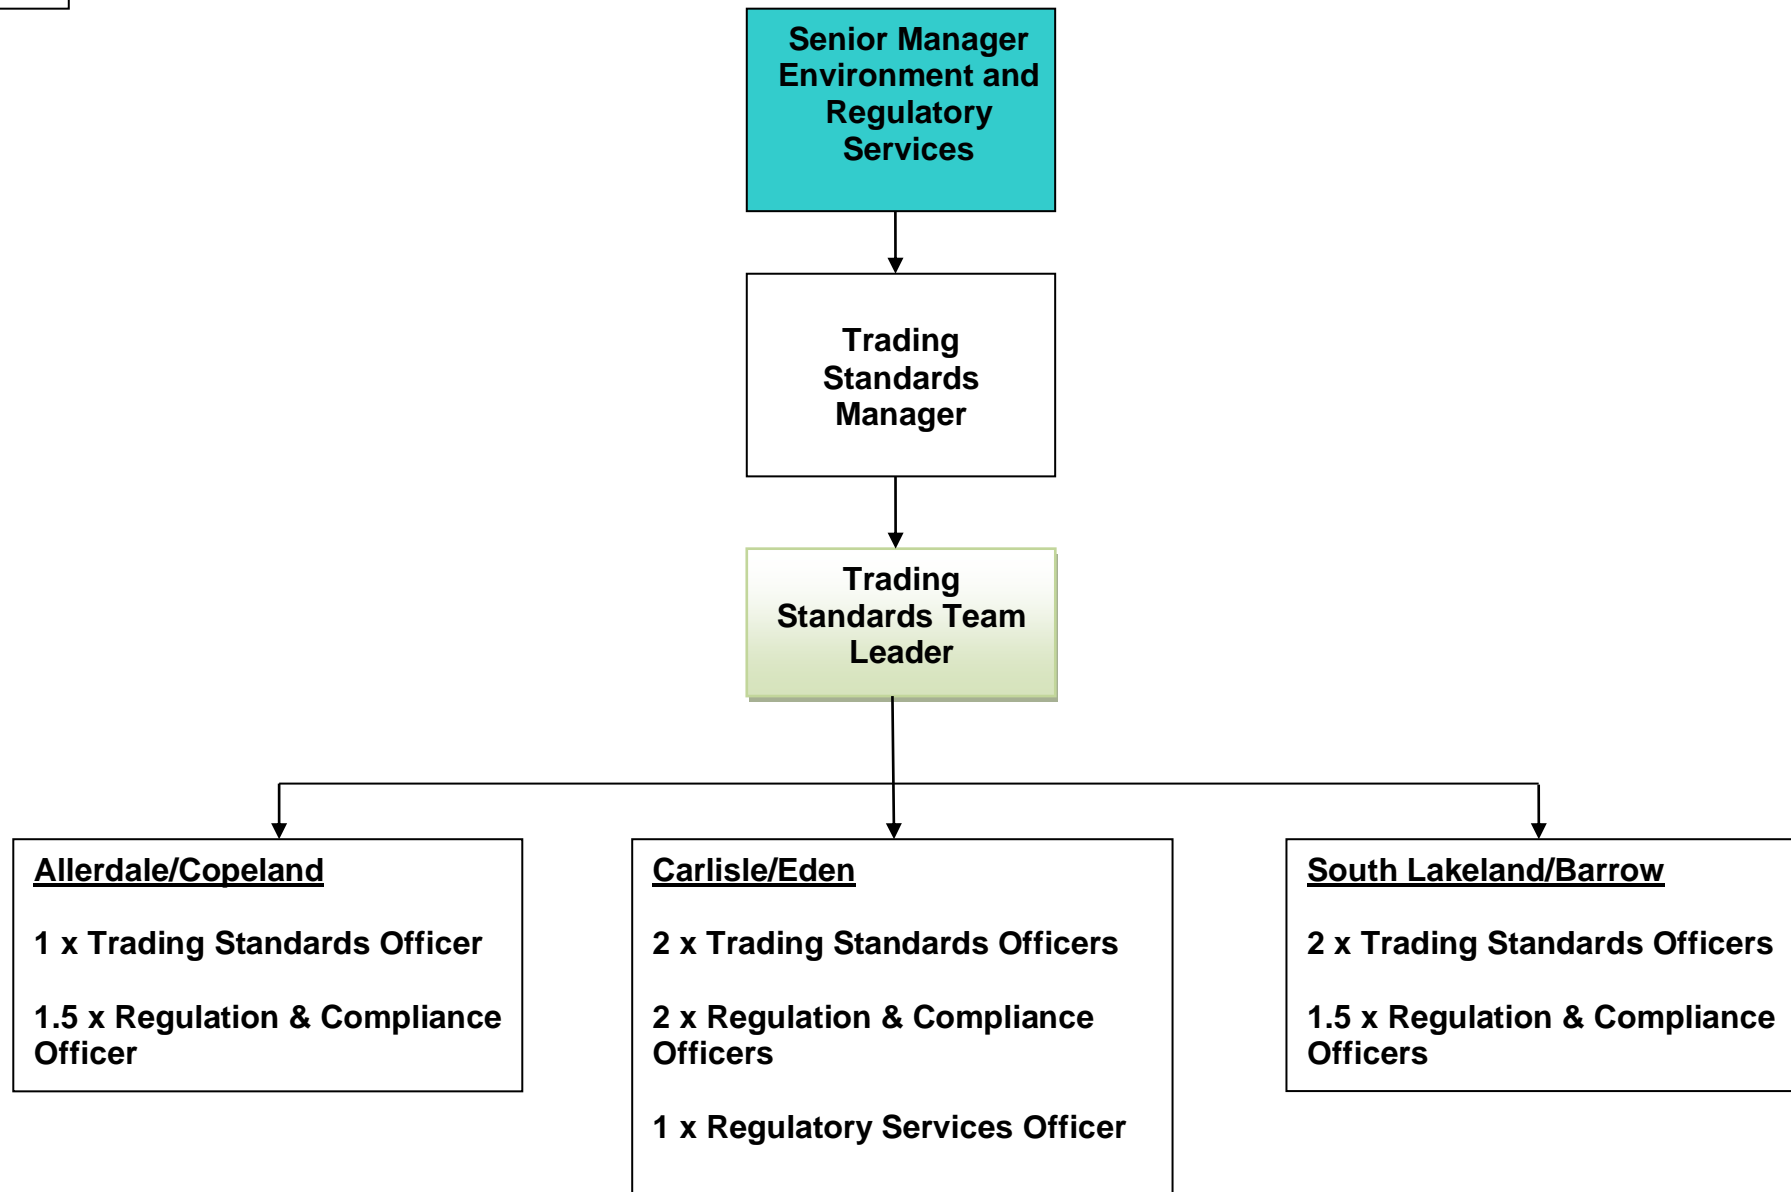 Senior Manager
Environment and
Regulatory
Services
Trading
Standards
Manager
Trading
Standards Team
Leader
Allerdale/Copeland
1 x Trading Standards Officer
1.5 x Regulation & Compliance
Officer
Carlisle/Eden
2 x Trading Standards Officers
2 x Regulation & Compliance
Officers
1 x Regulatory Services Officer
South Lakeland/Barrow
2 x Trading Standards Officers
1.5 x Regulation & Compliance
Officers